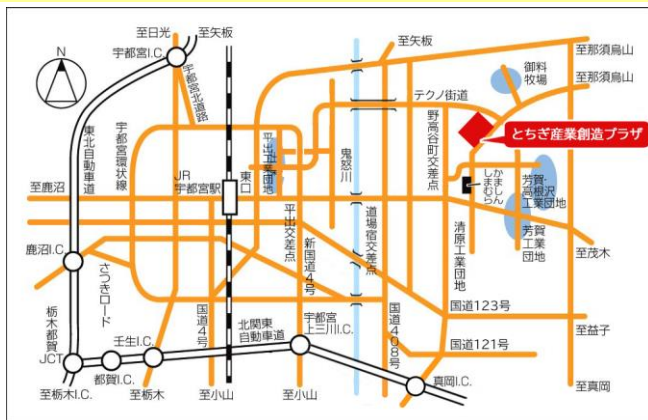 至日光
至矢板
宇都宮I.C.
N
宇都宮北道路
至矢板
至那須烏山
御料
牧場
至那須烏山
テクノ街道
とちぎ産業創造プラザ
東北自動車道
宇都宮環状線
JR
宇都宮駅
東口
平出工業団地
鬼怒川
野高谷町交差点
かましん
しまむら
芳賀・
高根沢
工業団地
至鹿沼
平出交差点
道場宿交差点
清原工業団地
芳賀
工業団地
至茂木
鹿沼I.C.
さつきロード
新国道4号
国道4号
国道408号
国道123号
栃木都賀
JCT
壬生I.C.
都賀I.C.
北関東
自動車道
宇都宮
上三川I.C.
国道121号
至益子
真岡I.C.
至栃木I.C.
至栃木
至小山
至小山
至真岡